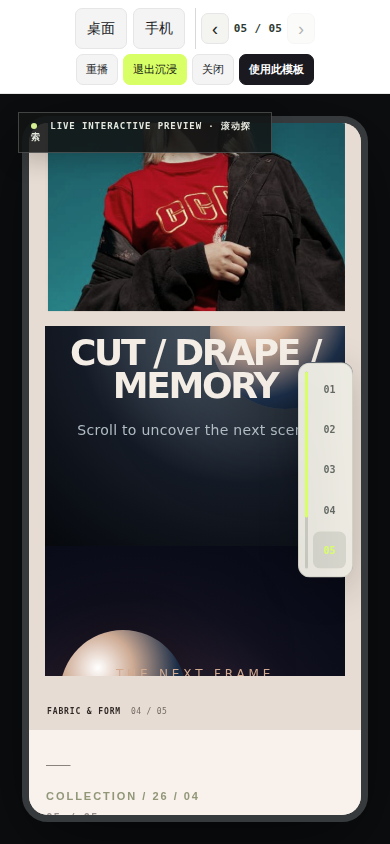 桌面
手机
‹
05 / 05
›
重播
退出沉浸
关闭
使用此模板
LIVE INTERACTIVE PREVIEW · 滚动探
索
CUT / DRAPE /
MEMORY
Scroll to uncover the next
01
02
03
04
05
THE NEXT FRAME
FABRIC & FORM 04 / 05
COLLECTION / 26 / 04